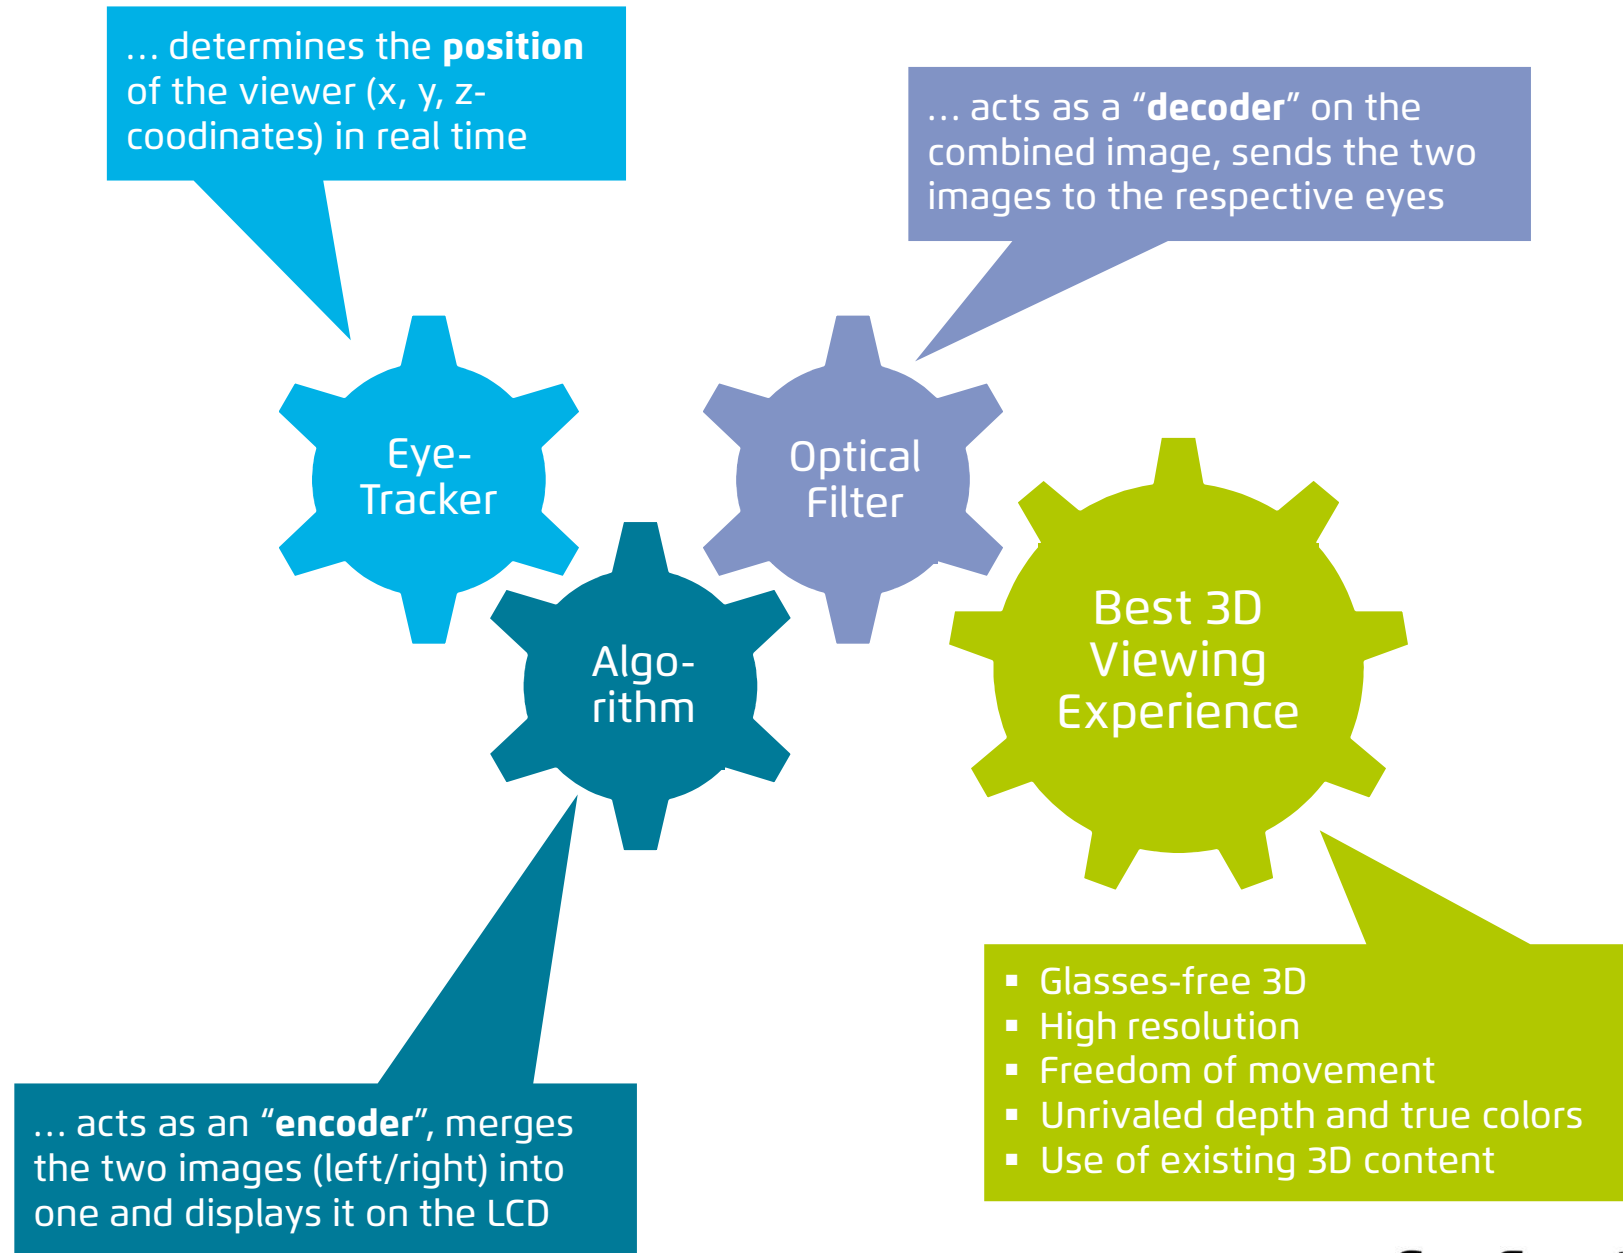 … determines the position
of the viewer (x, y, z-
coodinates) in real time
… acts as a “decoder” on the
combined image, sends the two
images to the respective eyes
Eye-
Tracker
Optical
Filter
Algo-
rithm
Best 3D
Viewing
Experience
▪ Glasses-free 3D
▪ High resolution
▪ Freedom of movement
▪ Unrivaled depth and true colors
▪ Use of existing 3D content
… acts as an “encoder”, merges
the two images (left/right) into
one and displays it on the LCD